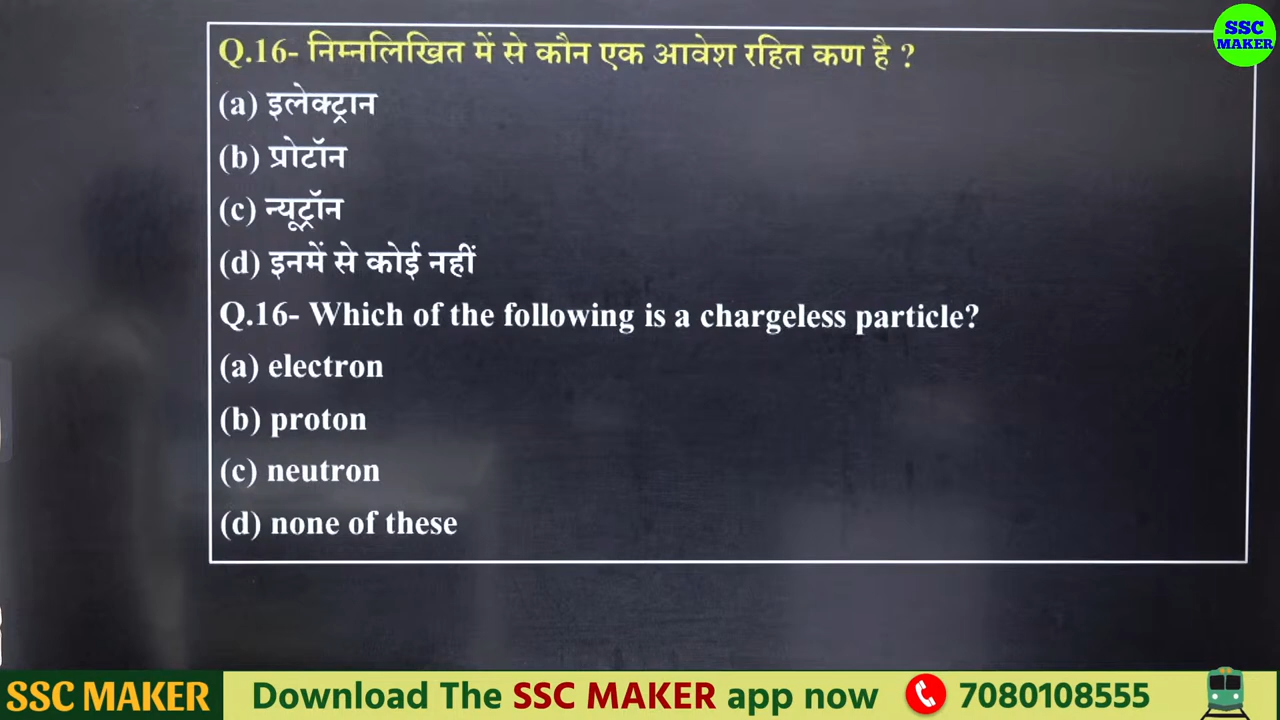 SSC
MAKER
Q.16- निम्नलिखित में से कौन एक आवेश रहित कण है ?
(a) इलेक्ट्रान
(b) प्रोटॉन
(c) न्यूट्रॉन
(d) इनमें से कोई नहीं
Q.16- Which of the following is a chargeless particle?
(a) electron
(b) proton
(c) neutron
(d) none of these
SSC MAKER Download The SSC MAKER app now 7080108555